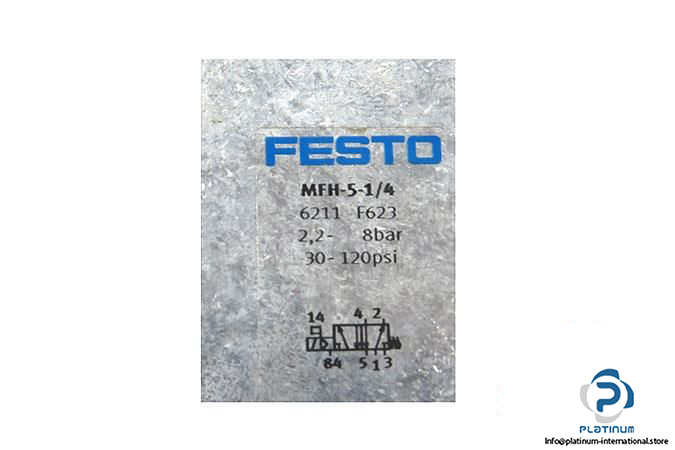 FESTO
MFH-5-1/4
6211 F623
2,2- 8bar
30-120psi
14 4 2
84 5 1 3
PLATINUM
Info@platinum-international.store